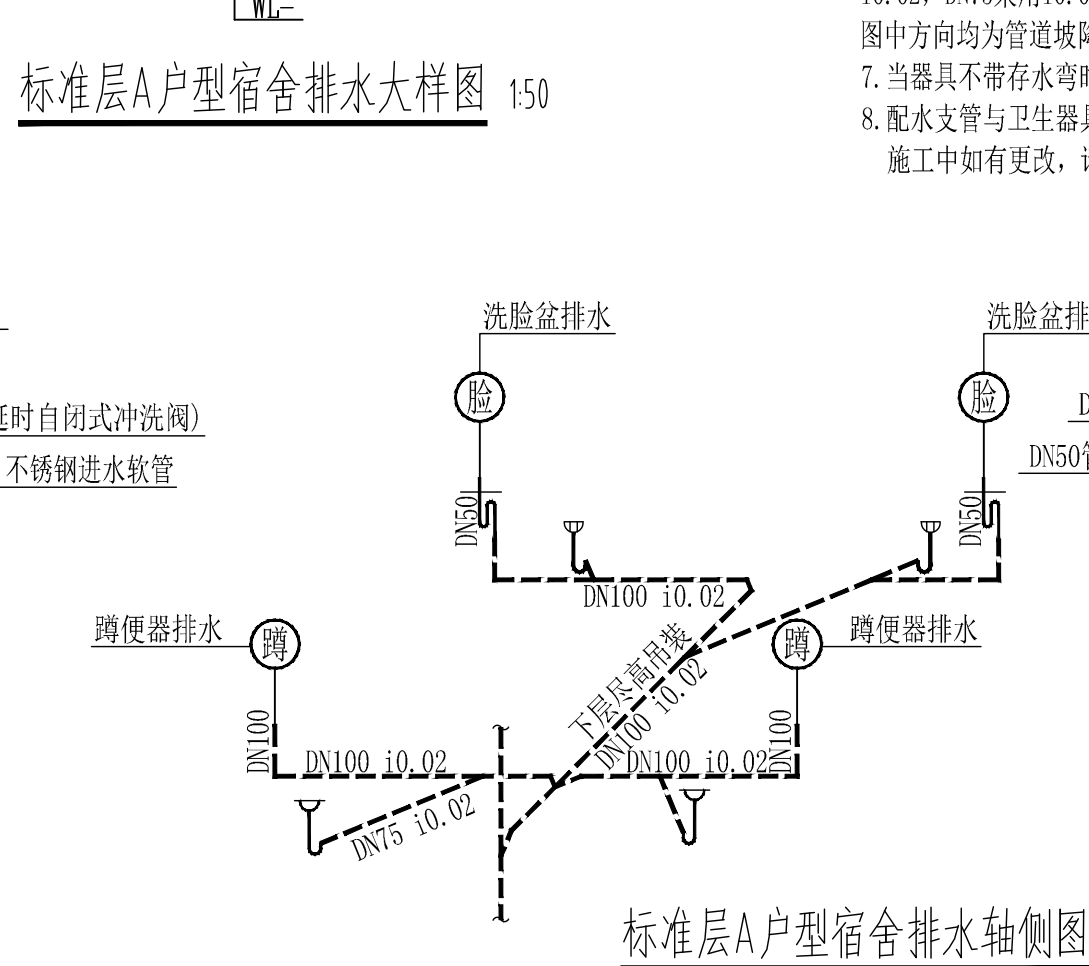 WL-
标准层A户型宿舍排水大样图 1:50
图中方向均为管道坡
7.当器具不带存水弯
8.配水支管与卫生器
施工中如有更改,
洗脸盆排水
洗脸盆排
脸
脸
延时自闭式冲洗阀)
不锈钢进水软管
DN50
DN50
DN50
DN100 i0.02
蹲便器排水
蹲
蹲
蹲便器排水
下层尽高吊装
DN100 i0.02
DN100
DN100 i0.02
DN100 i0.02
DN100
DN75 i0.02
标准层A户型宿舍排水轴侧图